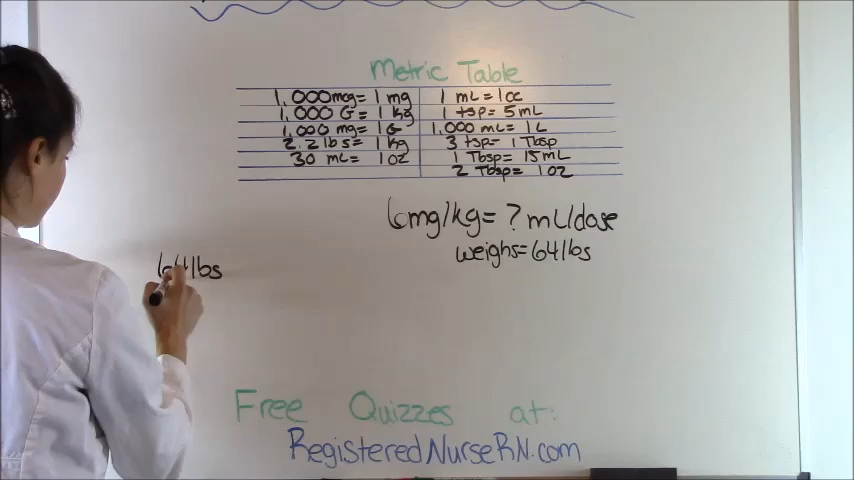 Metric Table
1,000mcg= 1 mg
1,000 G= 1 kg
1,000 mg= 1G
2.2 lbs= 1 kg
30 mL= 1oz
1 mL= 1cc
1 tsp= 5mL
1,000 mL= 1L
3 tsp= 1 Tbsp
1 Tbsp= 15mL
2 Tbsp= 1oz
6mg/kg= ? mL/dose
weighs=64lbs
64lbs
Free Quizzes at:
RegisteredNurseRN.com